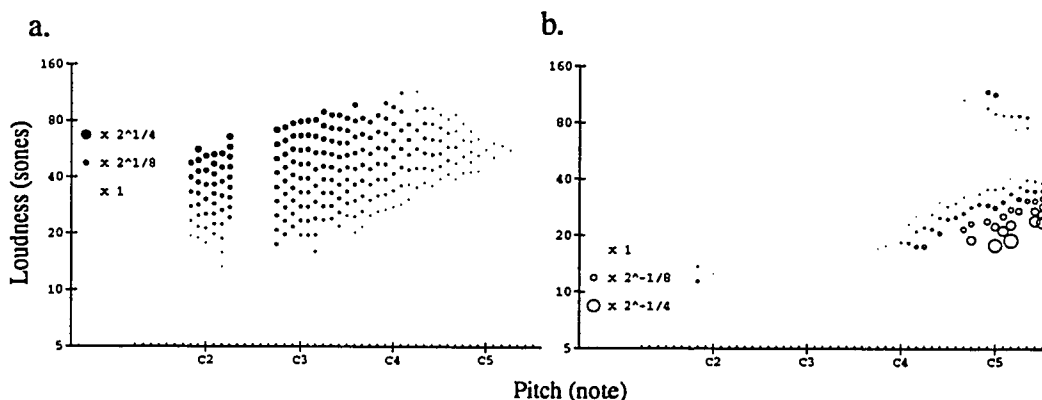 a.
160
80
40
20
10
5
x 2^1/4
x 2^1/8
x 1
C2
C3
C4
C5
Loudness (sones)
b.
160
80
40
20
10
5
x 1
x 2^-1/8
x 2^-1/4
C2
C3
C4
C5
Pitch (note)